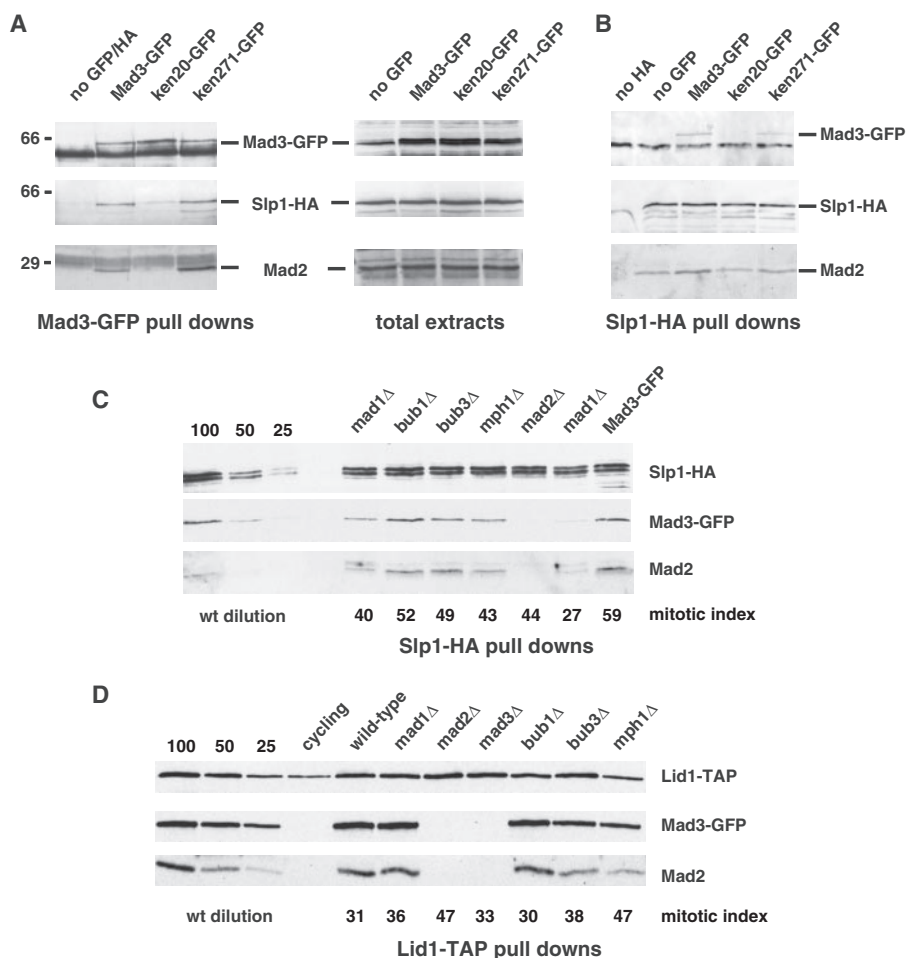 A
no GFP/HA
Mad3-GFP
ken20-GFP
ken271-GFP
no GFP
Mad3-GFP
ken20-GFP
ken271-GFP
66
Mad3-GFP
66
Slp1-HA
29
Mad2
Mad3-GFP pull downs
total extracts
B
no HA
no GFP
Mad3-GFP
ken20-GFP
ken271-GFP
Mad3-GFP
Slp1-HA
Mad2
Slp1-HA pull downs
C
100 50 25
mad1Δ
bub1Δ
bub3Δ
mph1Δ
mad2Δ
mad1Δ
Mad3-GFP
Slp1-HA
Mad3-GFP
Mad2
wt dilution 40 52 49 43 44 27 59 mitotic index
Slp1-HA pull downs
D
100 50 25
cycling
wild-type
mad1Δ
mad2Δ
mad3Δ
bub1Δ
bub3Δ
mph1Δ
Lid1-TAP
Mad3-GFP
Mad2
wt dilution 31 36 47 33 30 38 47 mitotic index
Lid1-TAP pull downs